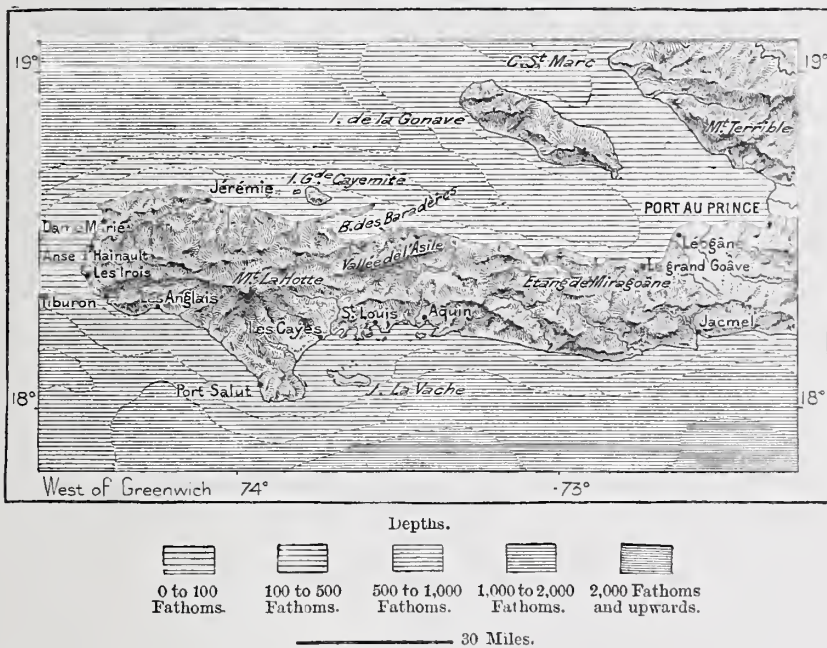 19°
C. St. Marc
19°
I. de la Gonave
Mt. Terrible
Jérémie
I. Gde. Cayemite
B. des Baradères
PORT AU PRINCE
Dame Marie
Leogân
Vallée de l'Asile
Anse Hainault
le grand Goâve
Les Irois
Mt. La Hotte
Etang de Miragoâne
Tiburon
Anglais
St. Louis
Aquin
Jacmel
Les Cayes
Port Salut
I. La Vache
18°
18°
West of Greenwich
74°
73°
Depths.
0 to 100 Fathoms.
100 to 500 Fathoms.
500 to 1,000 Fathoms.
1,000 to 2,000 Fathoms.
2,000 Fathoms and upwards.
30 Miles.